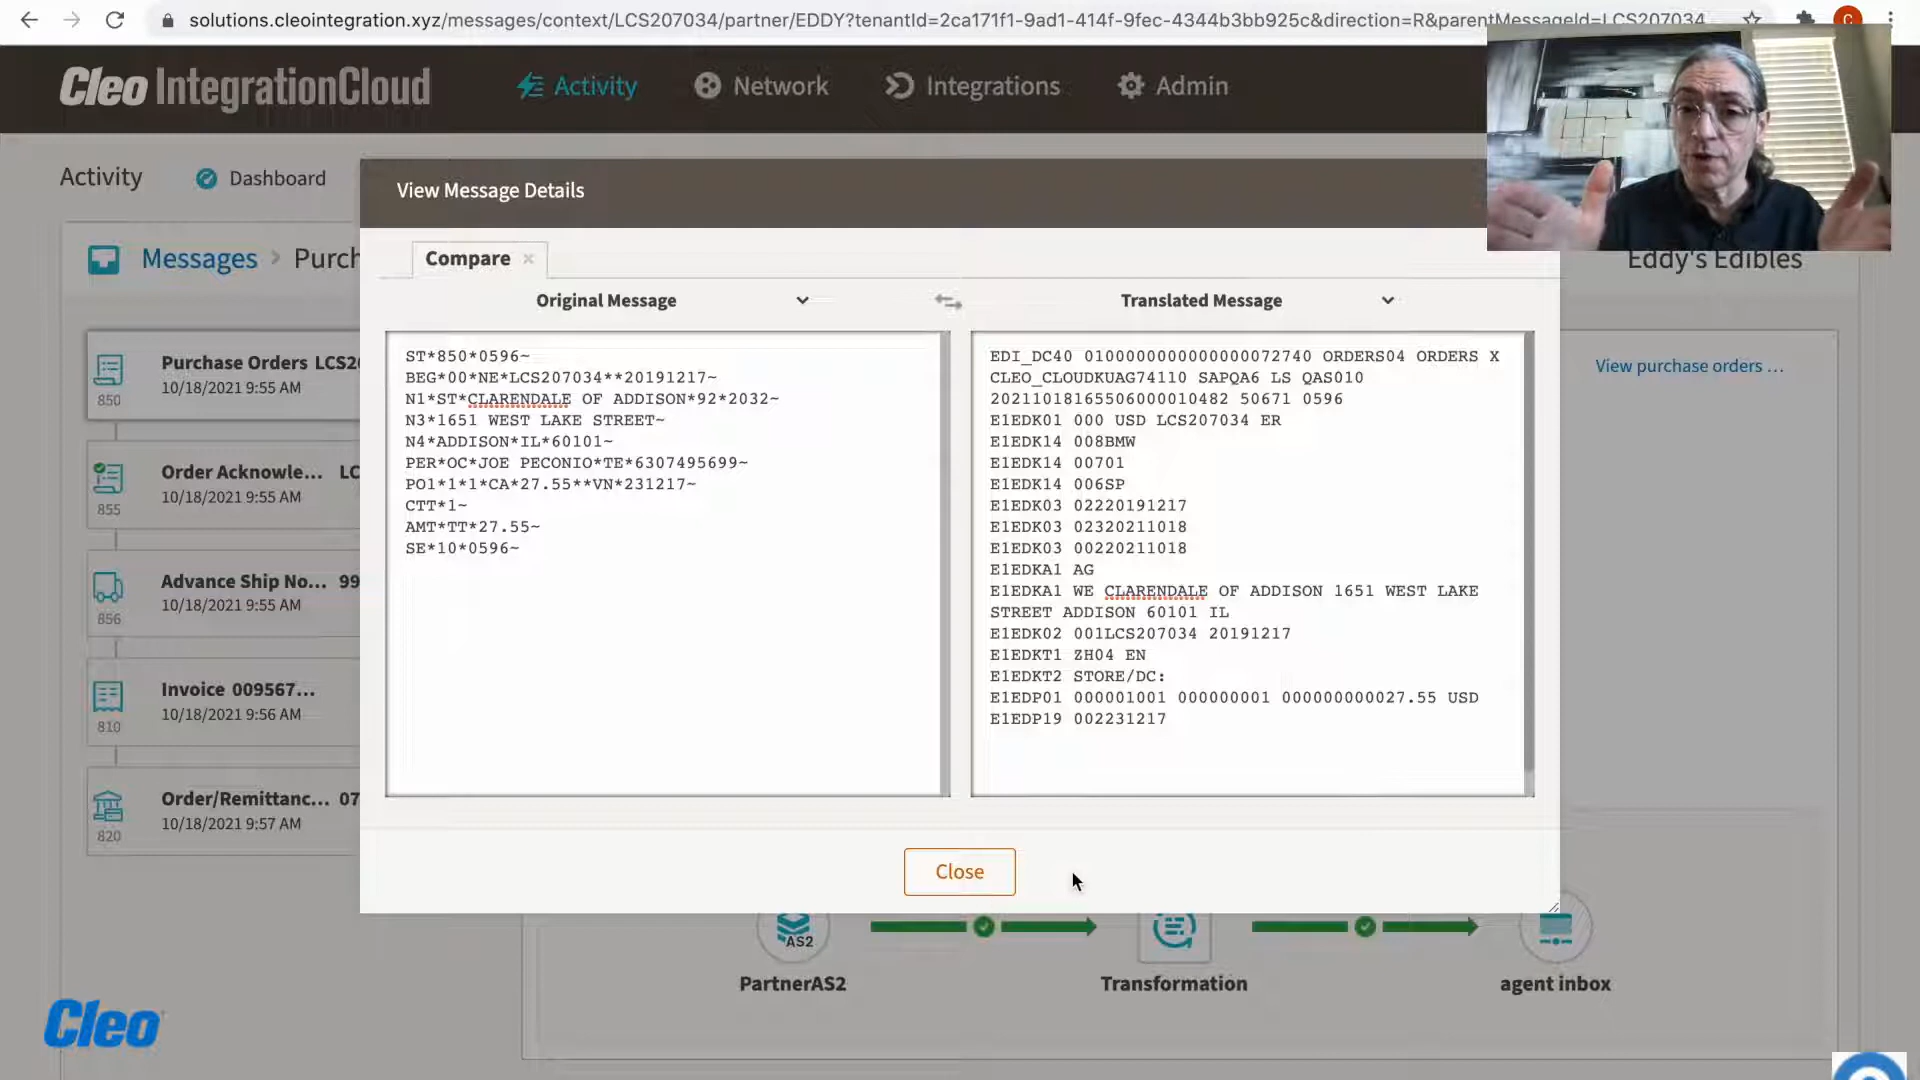 solutions.cleointegration.xyz/messages/context/LCS207034/partner/EDDY?tenantId=2ca171f1-9ad1-414f-9fec-4344b3bb925c&direction=R&parentMessageId=LCS207034
C
Cleo IntegrationCloud
Activity
Network
Integrations
Admin
Activity
Dashboard
View Message Details
Messages > Purch
Eddy's Edibles
Compare ×
Original Message
Translated Message
ST*850*0596~
BEG*00*NE*LCS207034**20191217~
N1*ST*CLARENDALE OF ADDISON*92*2032~
N3*1651 WEST LAKE STREET~
N4*ADDISON*IL*60101~
PER*OC*JOE PECONIO*TE*6307495699~
PO1*1*1*CA*27.55**VN*231217~
CTT*1~
AMT*TT*27.55~
SE*10*0596~
EDI_DC40 0100000000000000072740 ORDERS04 ORDERS X
CLEO_CLOUDKUAG74110 SAPQA6 LS QAS010
20211018165506000010482 50671 0596
E1EDK01 000 USD LCS207034 ER
E1EDK14 008BMW
E1EDK14 00701
E1EDK14 006SP
E1EDK03 02220191217
E1EDK03 02320211018
E1EDK03 00220211018
E1EDKA1 AG
E1EDKA1 WE CLARENDALE OF ADDISON 1651 WEST LAKE
STREET ADDISON 60101 IL
E1EDK02 001LCS207034 20191217
E1EDKT1 ZH04 EN
E1EDKT2 STORE/DC:
E1EDP01 000001001 000000001 000000000027.55 USD
E1EDP19 002231217
Purchase Orders LCS20
10/18/2021 9:55 AM
850
Order Acknowle... LC
10/18/2021 9:55 AM
855
Advance Ship No... 99
10/18/2021 9:55 AM
856
Invoice 009567...
10/18/2021 9:56 AM
810
Order/Remittanc... 07
10/18/2021 9:57 AM
820
View purchase orders ...
Close
AS2
PartnerAS2
Transformation
agent inbox
Cleo